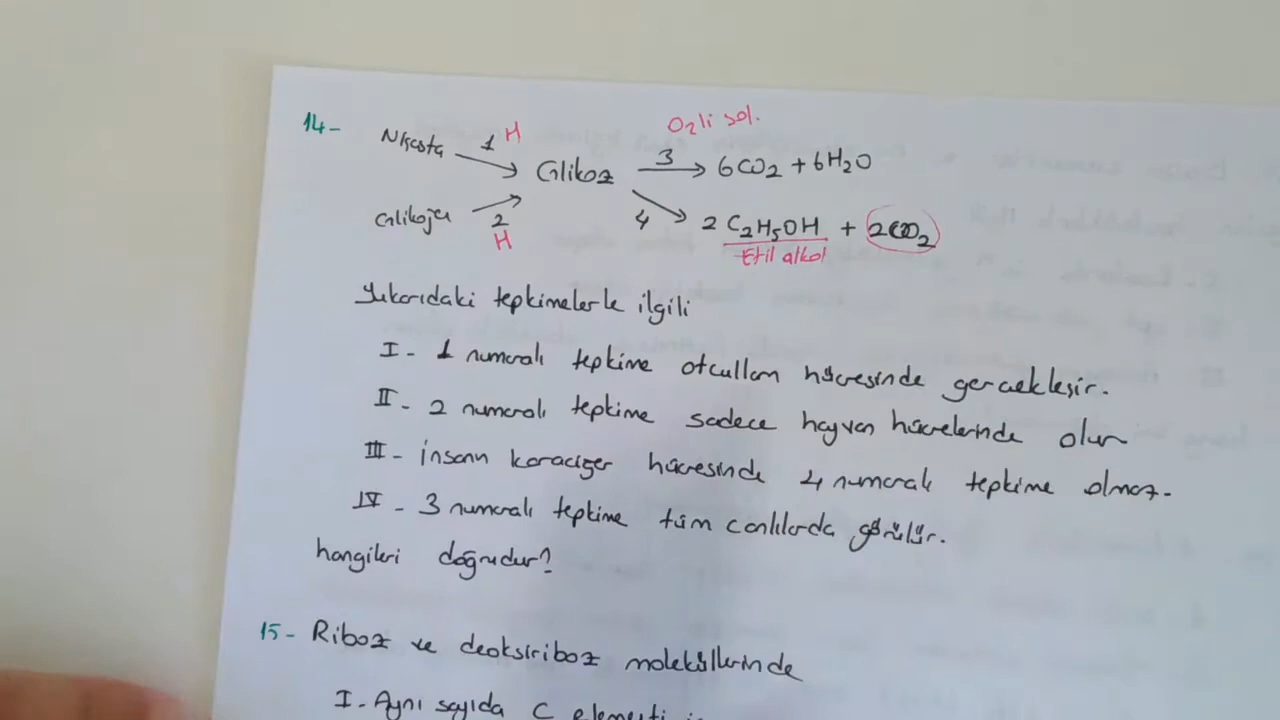 14- Nişasta 1 H → Glikoz 3 O2li sol. → 6CO2 + 6H2O
Glikojen 2 H → 4 → 2 C2H5OH + 2CO2
Etil alkol
Yukarıdaki tepkimelerle ilgili
I - 1 numaralı tepkime otculların hücresinde gerçekleşir.
II - 2 numaralı tepkime sadece hayvan hücrelerinde olur
III - insanın karaciğer hücresinde 4 numaralı tepkime olmaz.
IV - 3 numaralı tepkime tüm canlılarda görülür.
hangileri doğrudur?
15- Riboz ve deoksiriboz moleküllerinde
I- Aynı sayıda C elementi